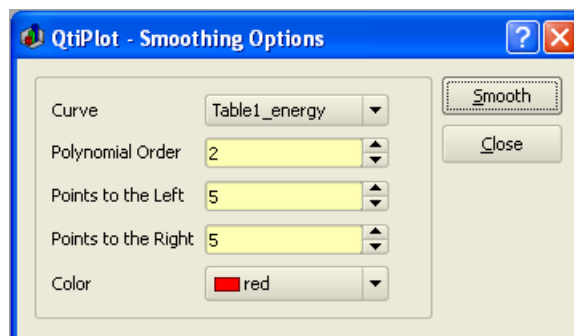 QtiPlot - Smoothing Options
?
Curve Table1_energy
Smooth
Polynomial Order 2
Close
Points to the Left 5
Points to the Right 5
Color red